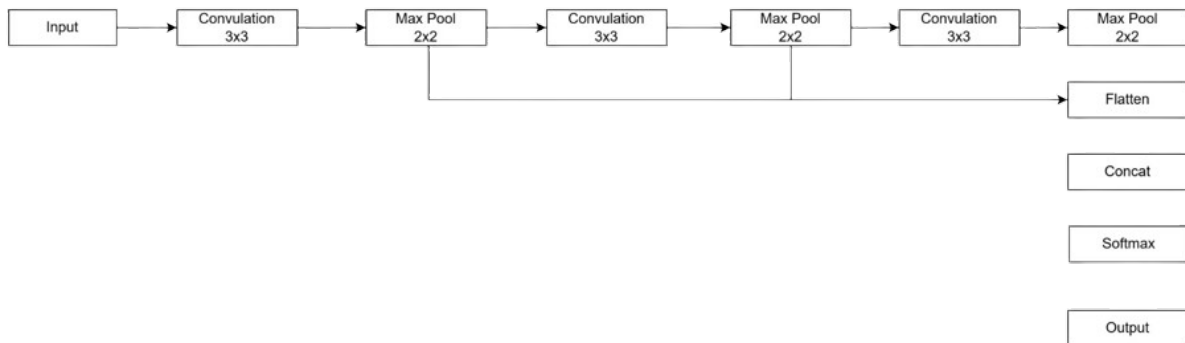 Input
Convulation
3x3
Max Pool
2x2
Convulation
3x3
Max Pool
2x2
Convulation
3x3
Max Pool
2x2
Flatten
Concat
Softmax
Output